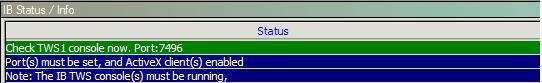 IB Status / Info
Status
Check TWS1 console now. Port:7496
Port(s) must be set, and ActiveX client(s) enabled
Note: The IB TWS console(s) must be running,